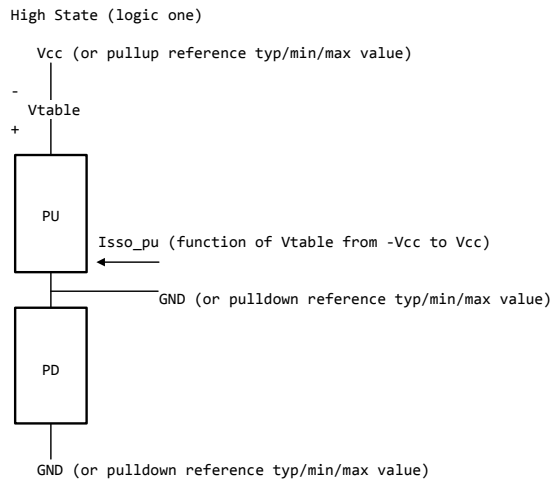 High State (logic one)
Vcc (or pullup reference typ/min/max value)
-
Vtable
+
PU
Isso_pu (function of Vtable from -Vcc to Vcc)
GND (or pulldown reference typ/min/max value)
PD
GND (or pulldown reference typ/min/max value)